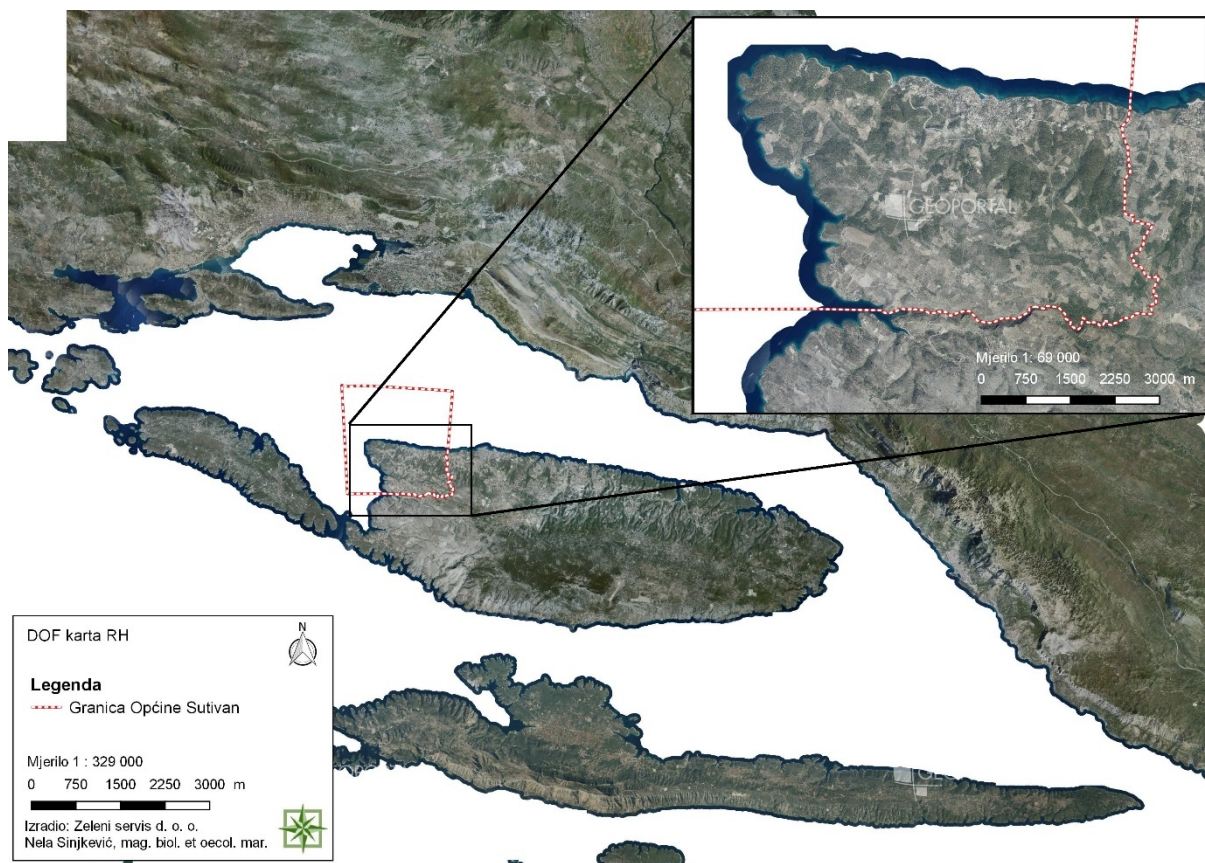 GEOPORTAL
Mjerilo 1: 69 000
0 750 1500 2250 3000 m
DOF karta RH
N
Legenda
Granica Općine Sutivan
Mjerilo 1 : 329 000
0 750 1500 2250 3000 m
Izradio: Zeleni servis d. o. o.
Nela Sinjkević, mag. biol. et oecol. mar.